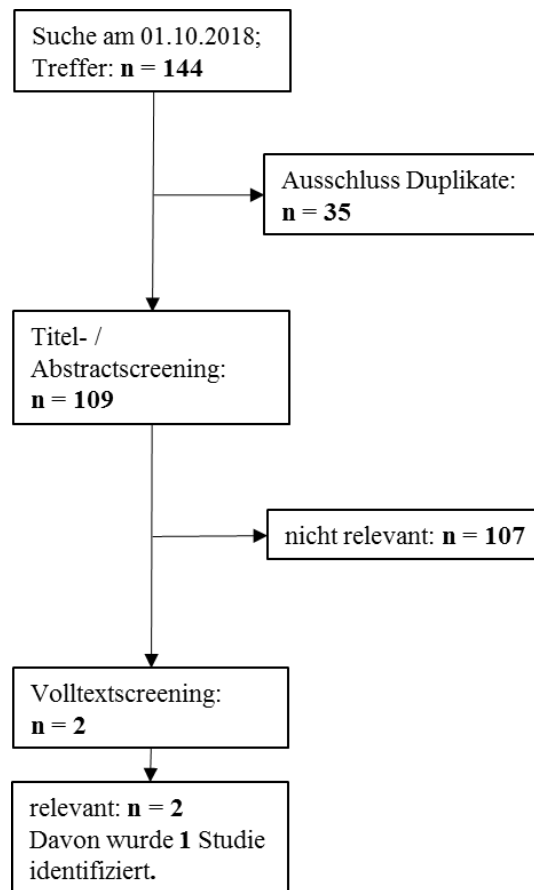 Suche am 01.10.2018;
Treffer: n = 144
Ausschluss Duplikate:
n = 35
Titel- /
Abstractscreening:
n = 109
nicht relevant: n = 107
Volltextscreening:
n = 2
relevant: n = 2
Davon wurde 1 Studie
identifiziert.